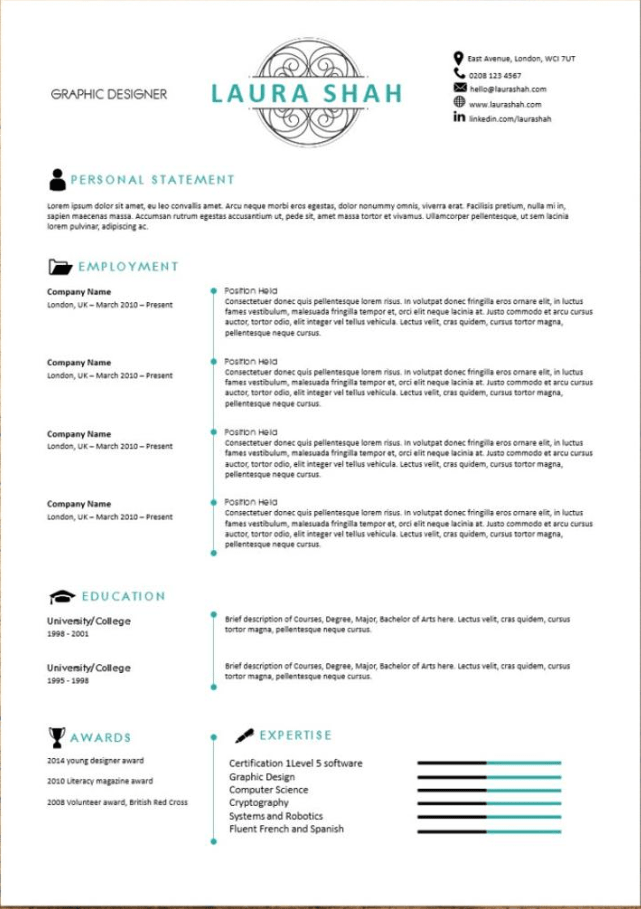 GRAPHIC DESIGNER
LAURA SHAH
East Avenue, London, WCI 7UT
0208 123 4567
hello@laurashah.com
www.laurashah.com
in linkedin.com/laurashah
PERSONAL STATEMENT
Lorem ipsum dolor sit amet, eu leo convallis amet. Arcu neque morbi eros egestas, dolor nonummy omnis, viverra erat. Facilisis pretium, nulla mi in,
sapien maecenas massa. Accumsan rutrum egestas accusantium ut, pede sit, amet massa tortor et vivamus. Ullamcorper pellentesque, ut sem lacinia
lorem pulvinar, adipiscing ac.
EMPLOYMENT
Company Name
London, UK – March 2010 – Present
Position Held
Consectetuer donec quis pellentesque lorem risus. In volutpat donec fringilla eros ornare elit, in luctus
fames vestibulum, malesuada fringilla tempor et, orci elit neque lacinia at. Justo commodo et arcu cursus
auctor, tortor odio, elit integer vel tellus vehicula. Lectus velit, cras quidem, cursus tortor magna,
pellentesque neque cursus.
Company Name
London, UK – March 2010 – Present
Position Held
Consectetuer donec quis pellentesque lorem risus. In volutpat donec fringilla eros ornare elit, in luctus
fames vestibulum, malesuada fringilla tempor et, orci elit neque lacinia at. Justo commodo et arcu cursus
auctor, tortor odio, elit integer vel tellus vehicula. Lectus velit, cras quidem, cursus tortor magna,
pellentesque neque cursus.
Company Name
London, UK – March 2010 – Present
Position Held
Consectetuer donec quis pellentesque lorem risus. In volutpat donec fringilla eros ornare elit, in luctus
fames vestibulum, malesuada fringilla tempor et, orci elit neque lacinia at. Justo commodo et arcu cursus
auctor, tortor odio, elit integer vel tellus vehicula. Lectus velit, cras quidem, cursus tortor magna,
pellentesque neque cursus.
Company Name
London, UK – March 2010 – Present
Position Held
Consectetuer donec quis pellentesque lorem risus. In volutpat donec fringilla eros ornare elit, in luctus
fames vestibulum, malesuada fringilla tempor et, orci elit neque lacinia at. Justo commodo et arcu cursus
auctor, tortor odio, elit integer vel tellus vehicula. Lectus velit, cras quidem, cursus tortor magna,
pellentesque neque cursus.
EDUCATION
University/College
1998 - 2001
Brief description of Courses, Degree, Major, Bachelor of Arts here. Lectus velit, cras quidem, cursus
tortor magna, pellentesque neque cursus.
University/College
1995 - 1998
Brief description of Courses, Degree, Major, Bachelor of Arts here. Lectus velit, cras quidem, cursus
tortor magna, pellentesque neque cursus.
AWARDS
2014 young designer award
2010 Literacy magazine award
2008 Volunteer award, British Red Cross
EXPERTISE
Certification 1Level 5 software
Graphic Design
Computer Science
Cryptography
Systems and Robotics
Fluent French and Spanish